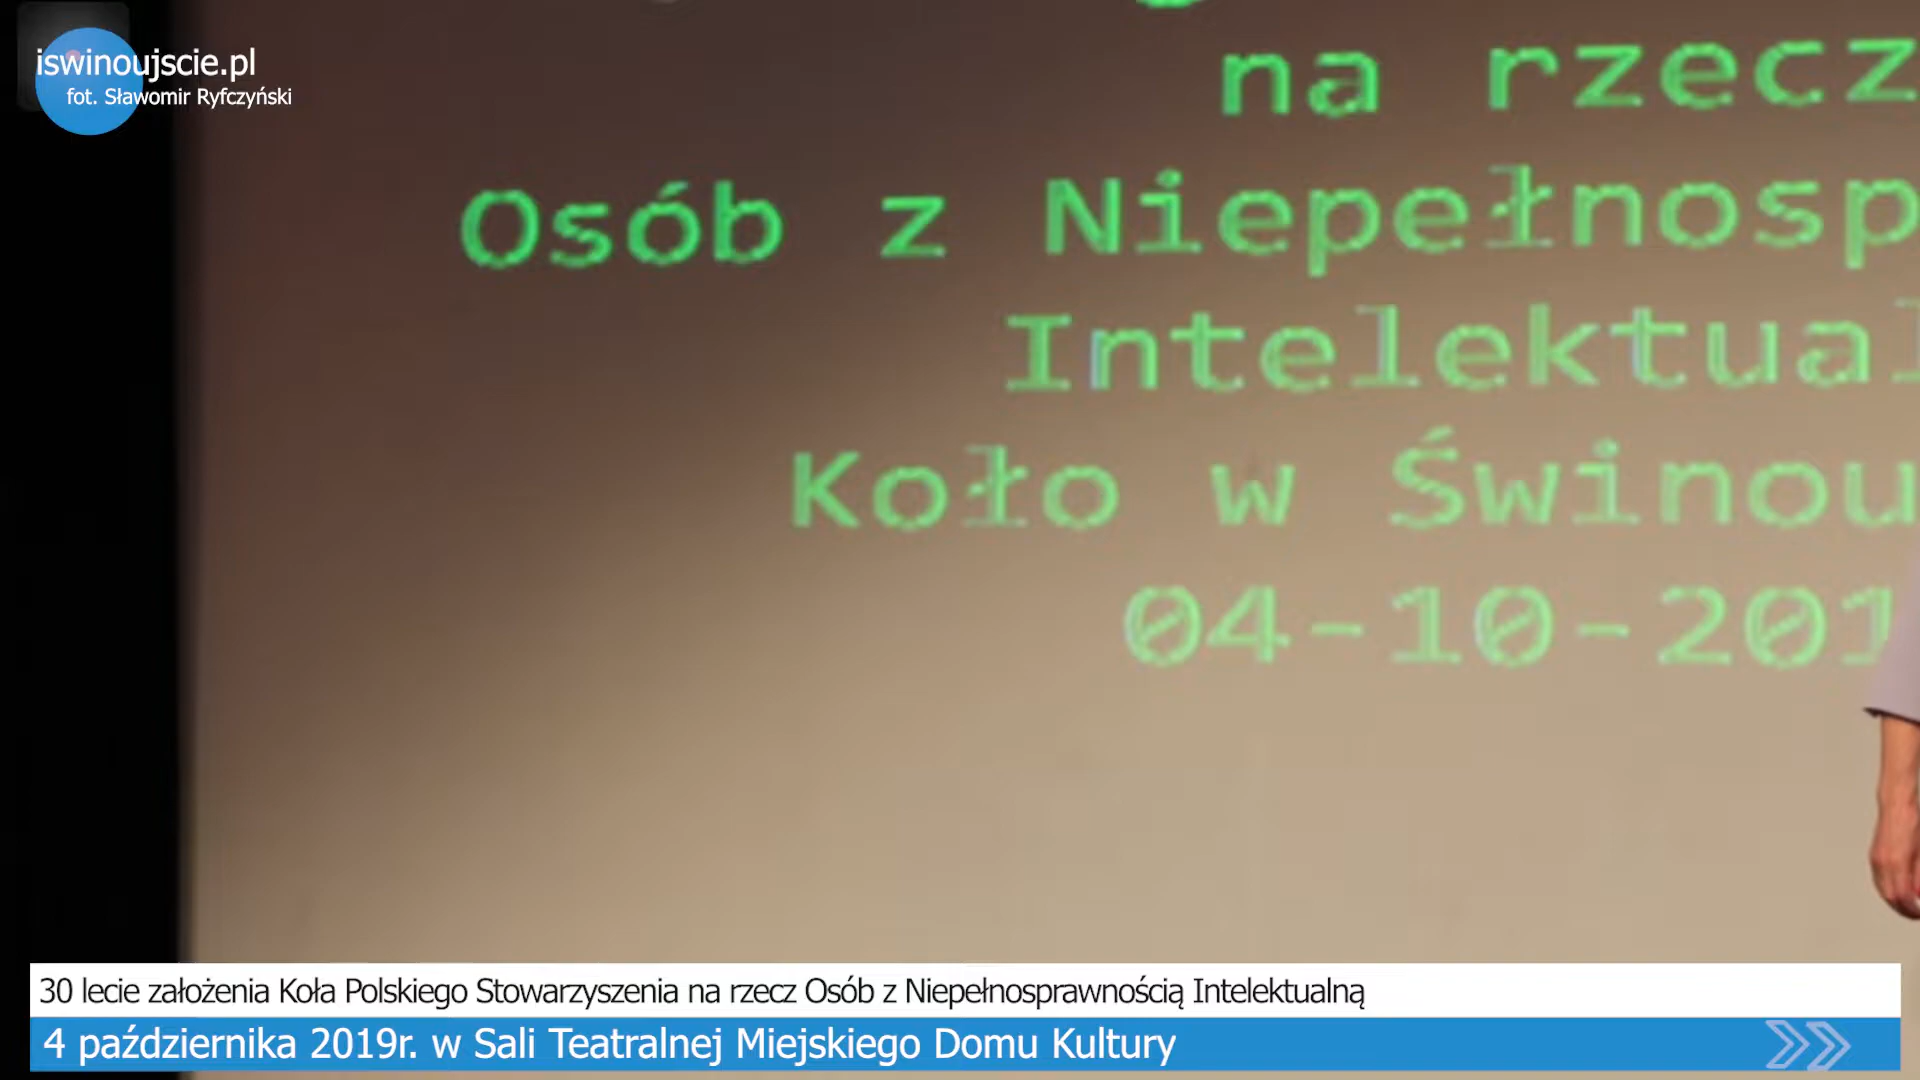 iswinoujscie.pl
fot. Sławomir Ryfczyński
na rzecz
Osób z Niepełnosp
Intelektual
Koło w Świnou
04-10-201
30 lecie założenia Koła Polskiego Stowarzyszenia na rzecz Osób z Niepełnosprawnością Intelektualną
4 października 2019r. w Sali Teatralnej Miejskiego Domu Kultury